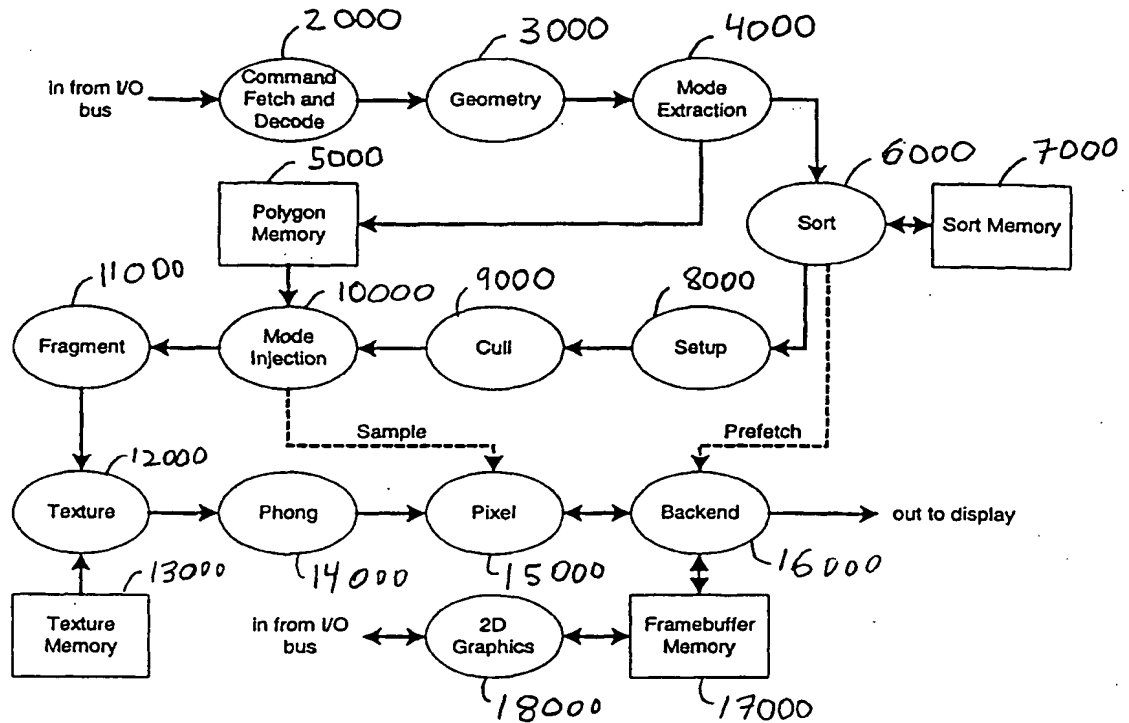 2000
3000
4000
in from I/O
bus
Command
Fetch and
Decode
Geometry
Mode
Extraction
5000
6000
7000
Polygon
Memory
Sort
Sort Memory
11000
10000
9000
8000
Fragment
Mode
Injection
Cull
Setup
Sample
Prefetch
12000
Texture
Phong
Pixel
Backend
out to display
13000
14000
15000
16000
Texture
Memory
in from I/O
bus
2D
Graphics
Framebuffer
Memory
18000
17000